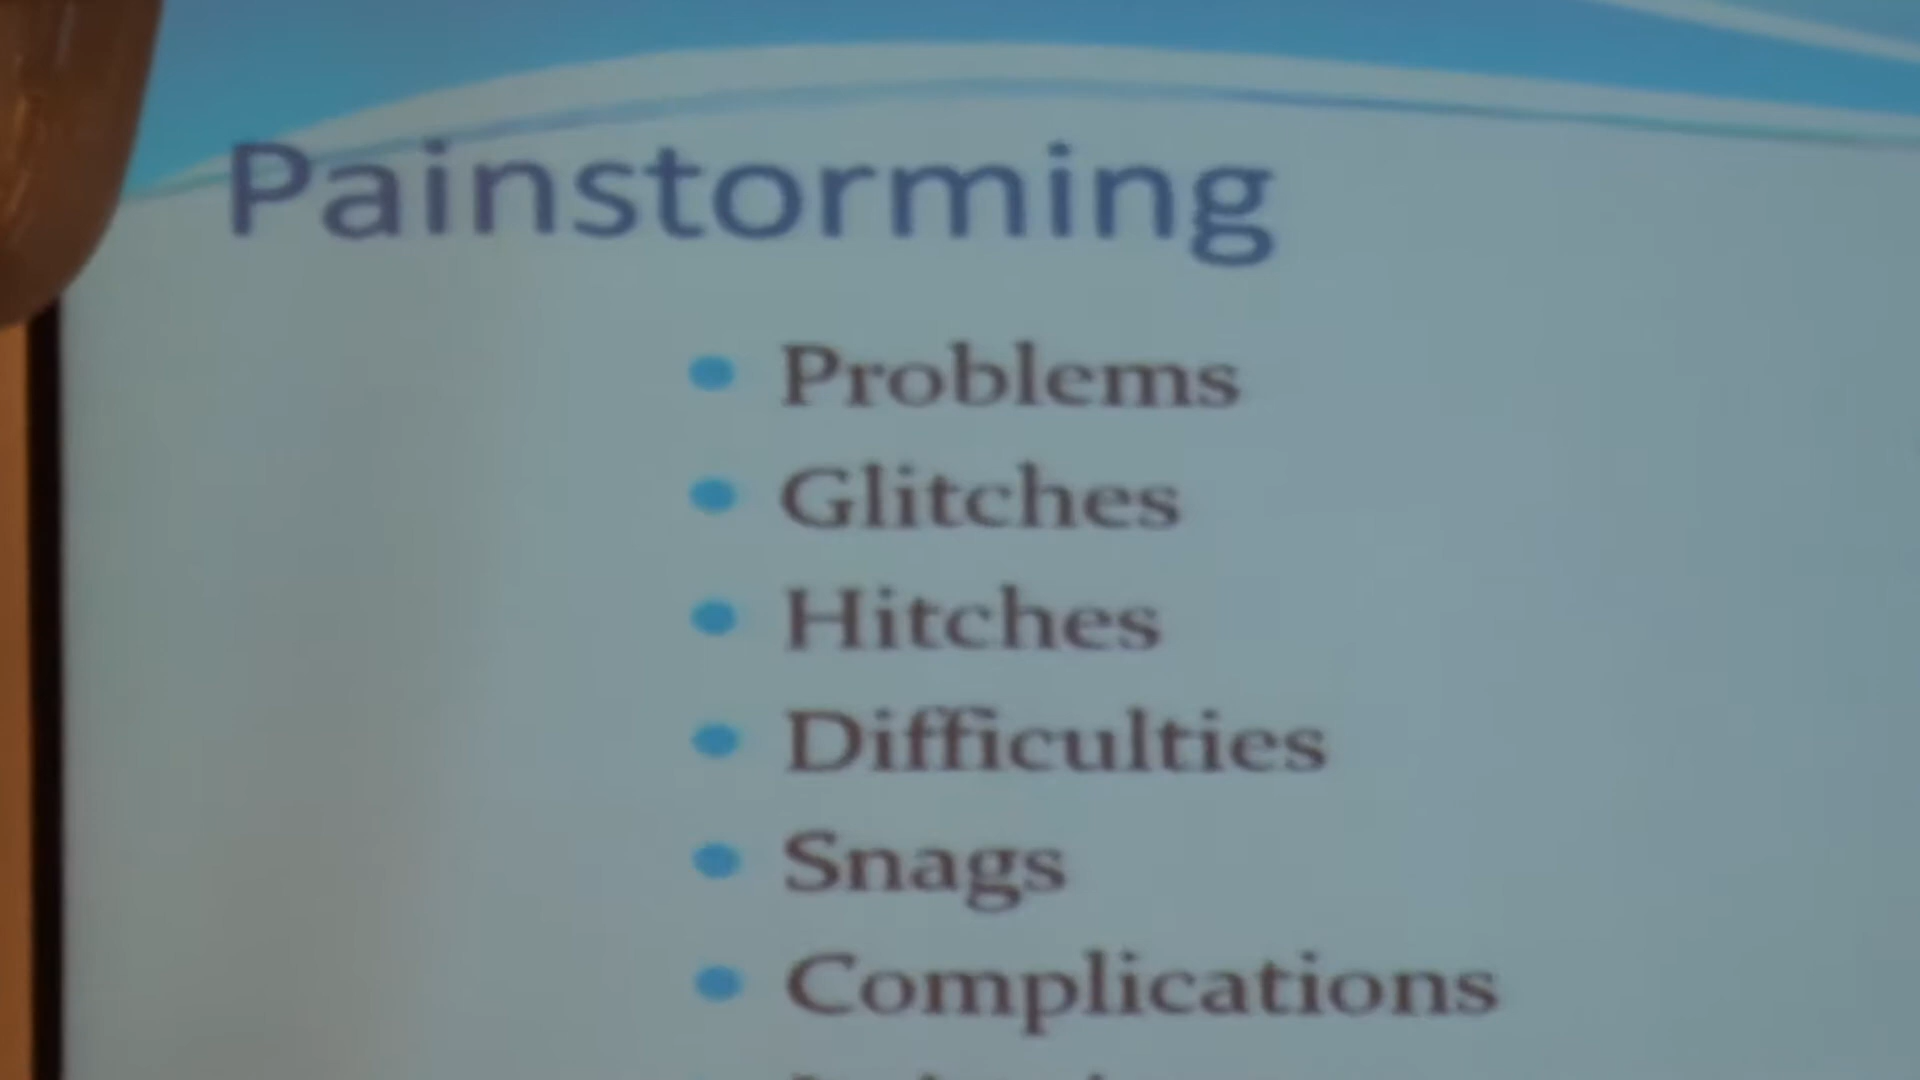 Painstorming
Problems
Glitches
Hitches
Difficulties
Snags
Complications